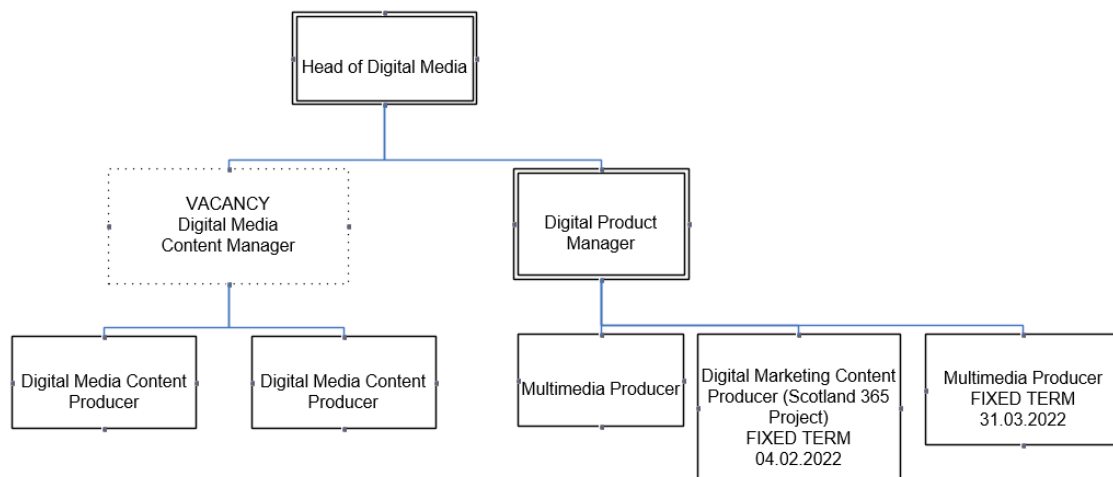 Head of Digital Media
VACANCY
Digital Media
Content Manager
Digital Product
Manager
Digital Media Content
Producer
Digital Media Content
Producer
Multimedia Producer
Digital Marketing Content
Producer (Scotland 365
Project)
FIXED TERM
04.02.2022
Multimedia Producer
FIXED TERM
31.03.2022